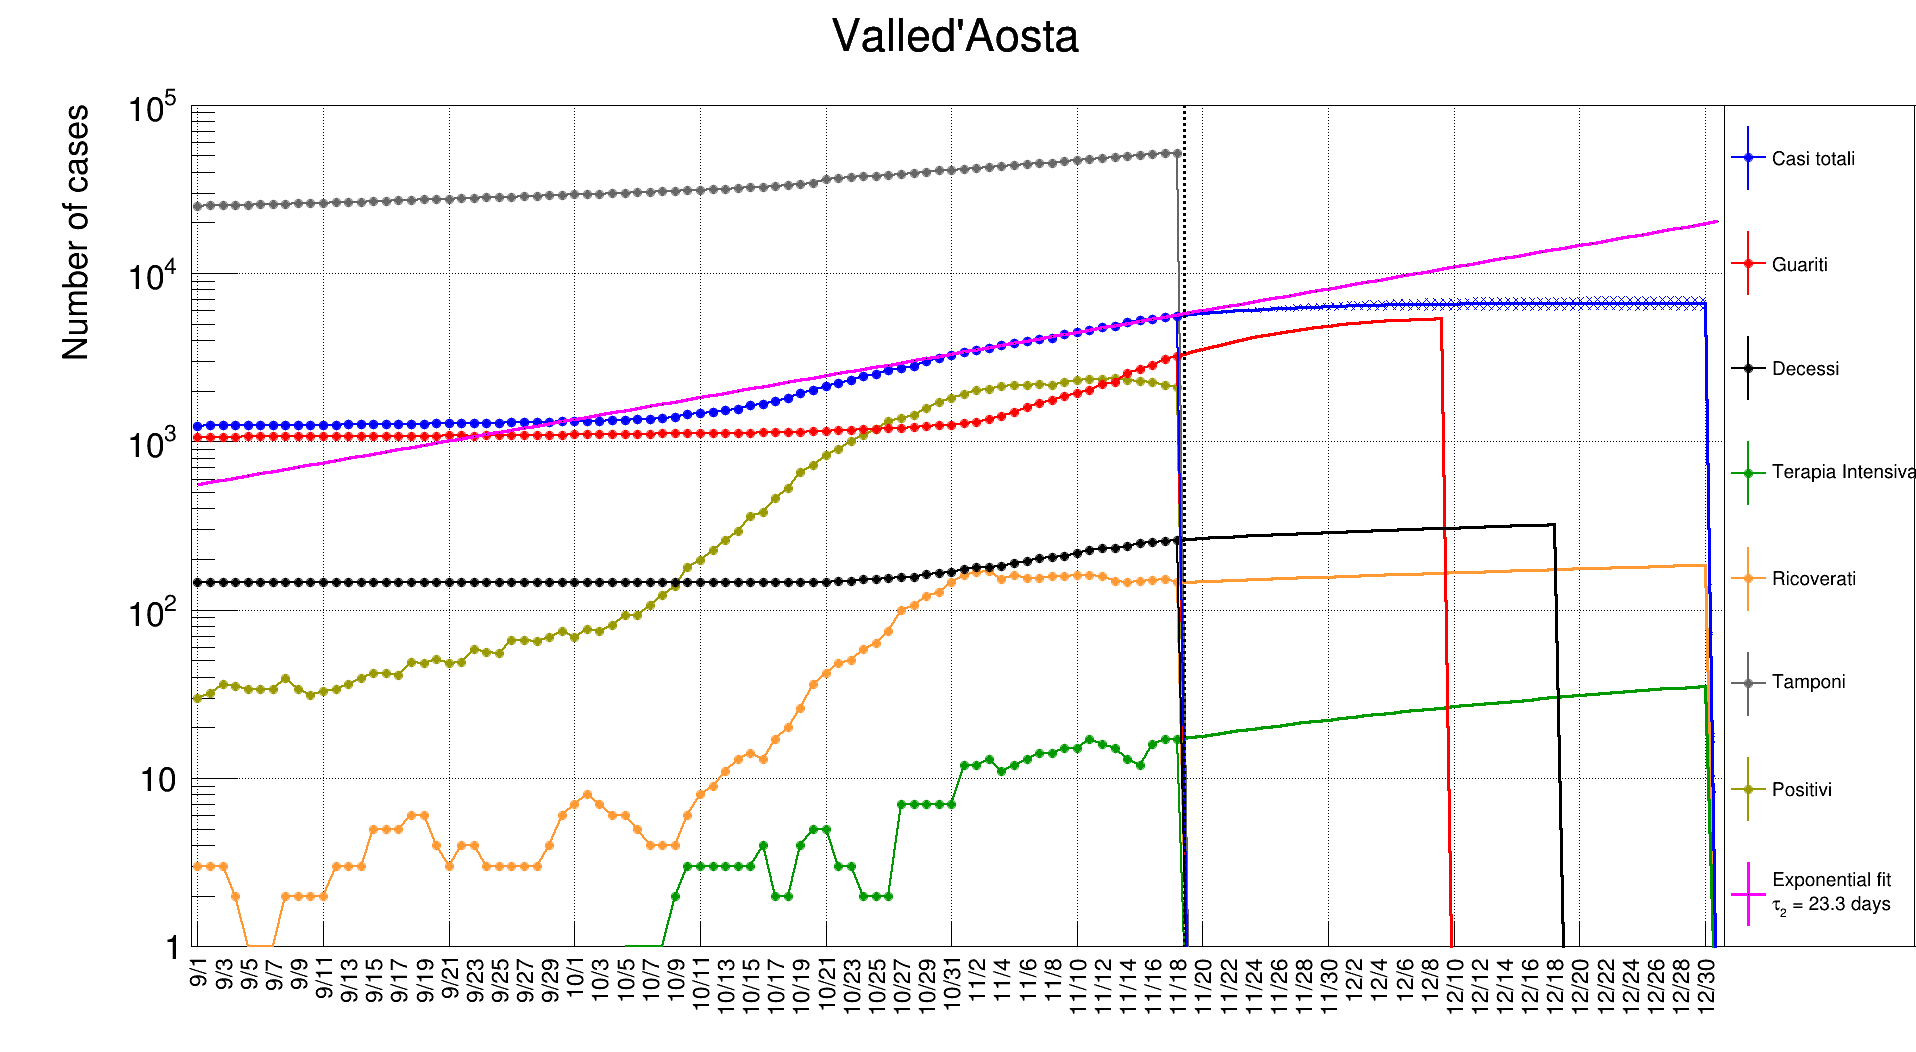 Valled'Aosta
Number of cases
10^5
10^4
10^3
10^2
10
1
9/1 9/3 9/5 9/7 9/9 9/11 9/13 9/15 9/17 9/19 9/21 9/23 9/25 9/27 9/29 10/1 10/3 10/5 10/7 10/9 10/11 10/13 10/15 10/17 10/19 10/21 10/23 10/25 10/27 10/29 10/31 11/2 11/4 11/6 11/8 11/10 11/12 11/14 11/16 11/18 11/20 11/22 11/24 11/26 11/28 11/30 12/2 12/4 12/6 12/8 12/10 12/12 12/14 12/16 12/18 12/20 12/22 12/24 12/26 12/28 12/30
Casi totali
Guariti
Decessi
Terapia Intensiva
Ricoverati
Tamponi
Positivi
Exponential fit
τ_2 = 23.3 days